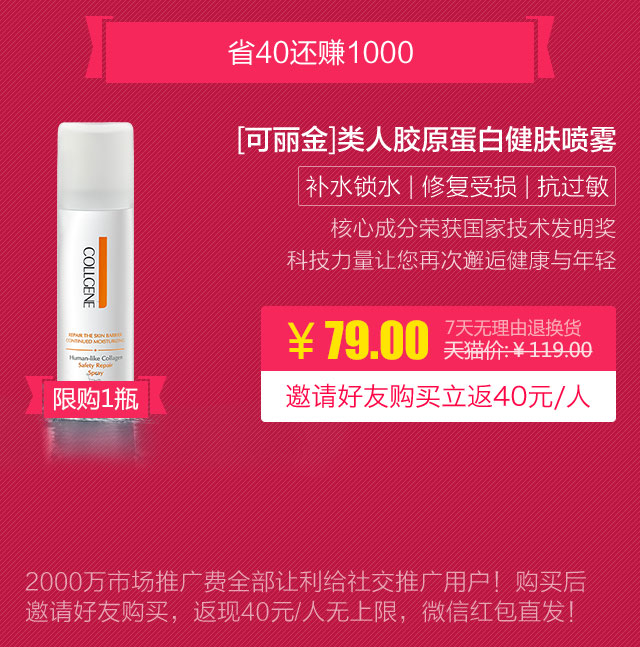 省40还赚1000
[可丽金]类人胶原蛋白健肤喷雾
补水锁水 | 修复受损 | 抗过敏
核心成分荣获国家技术发明奖
科技力量让您再次邂逅健康与年轻
¥79.00
7天无理由退换货
天猫价:¥119.00
邀请好友购买立返40元/人
COLLGENE
REPAIR THE SKIN BARRIER
CONTINUED MOISTURIZING
Human-like Collagen
Safety Repair
Spray
限购1瓶
2000万市场推广费全部让利给社交推广用户！购买后
邀请好友购买，返现40元/人无上限，微信红包直发！